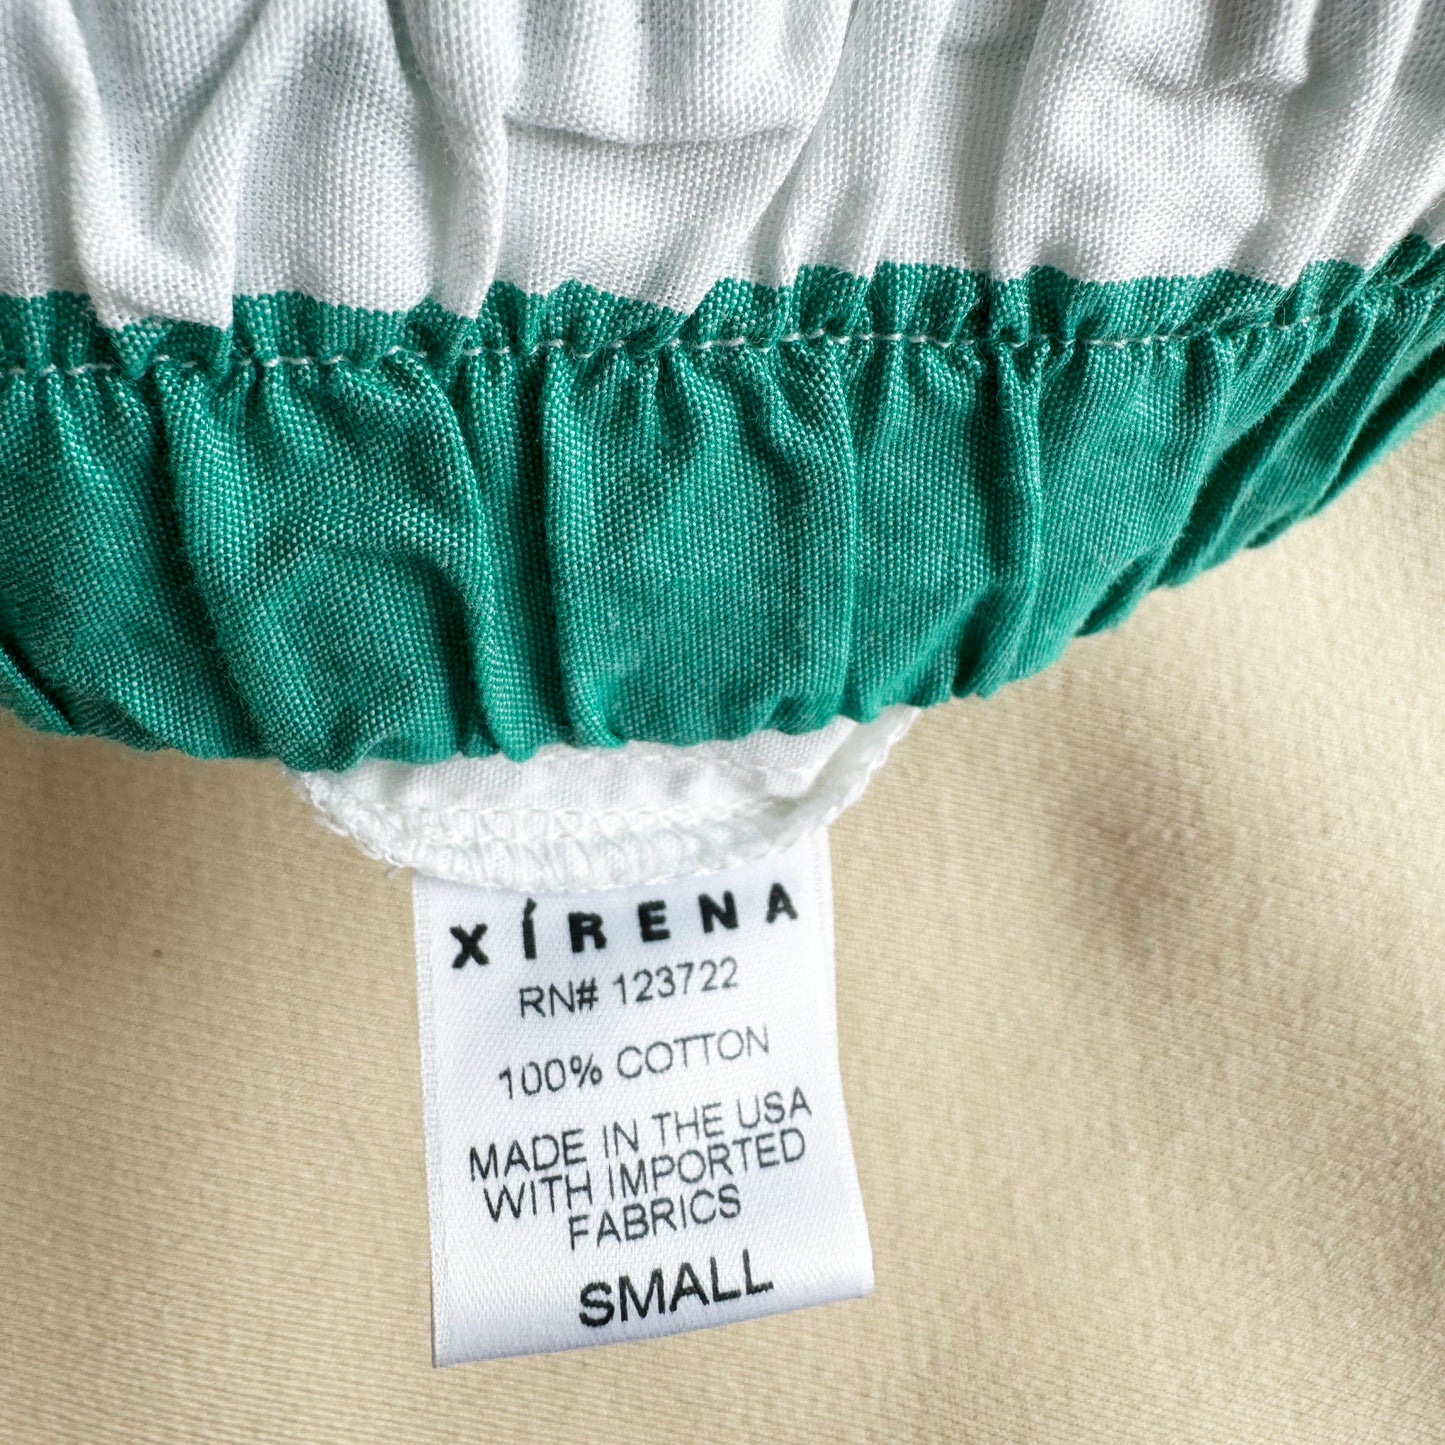 XÍRENA
RN# 123722
100% COTTON
MADE IN THE USA
WITH IMPORTED
FABRICS
SMALL